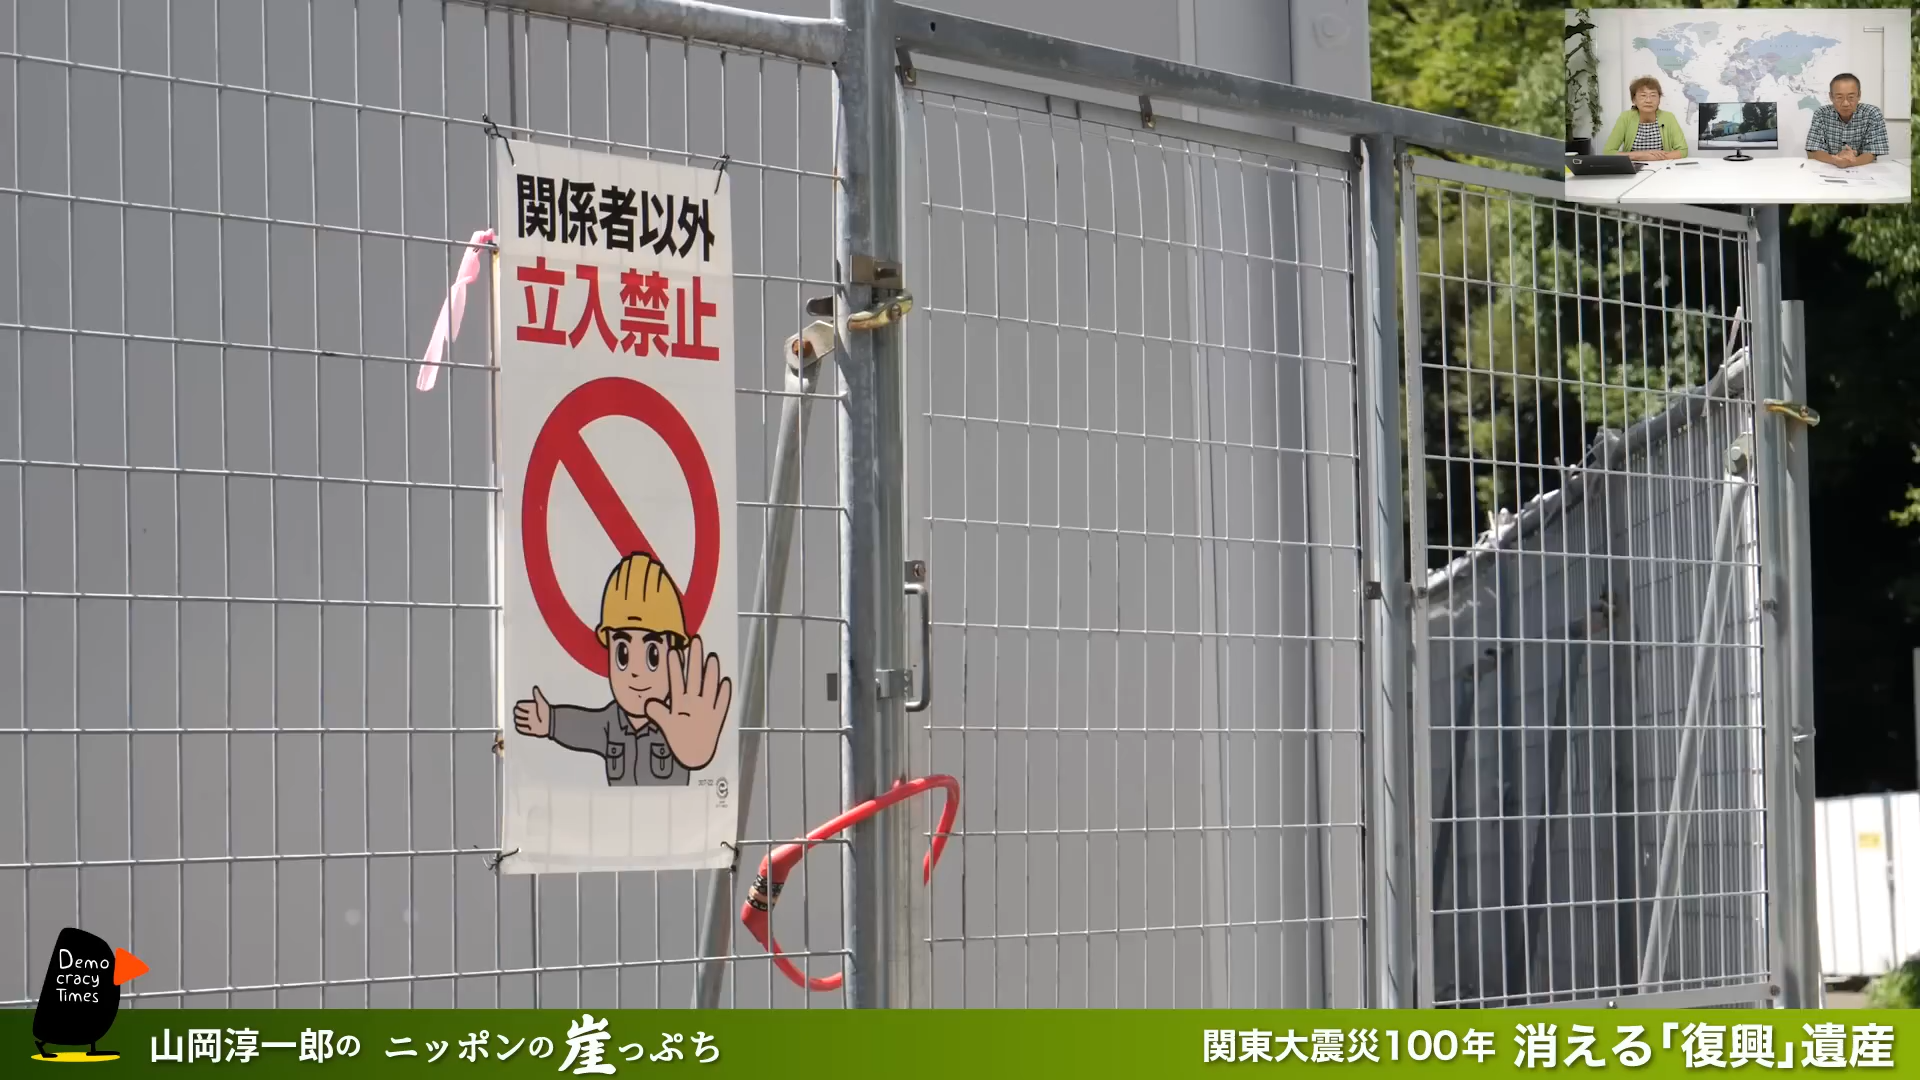 関係者以外
立入禁止
Demo
cracy
Times
山岡淳一郎の ニッポンの崖っぷち
関東大震災100年 消える「復興」遺産